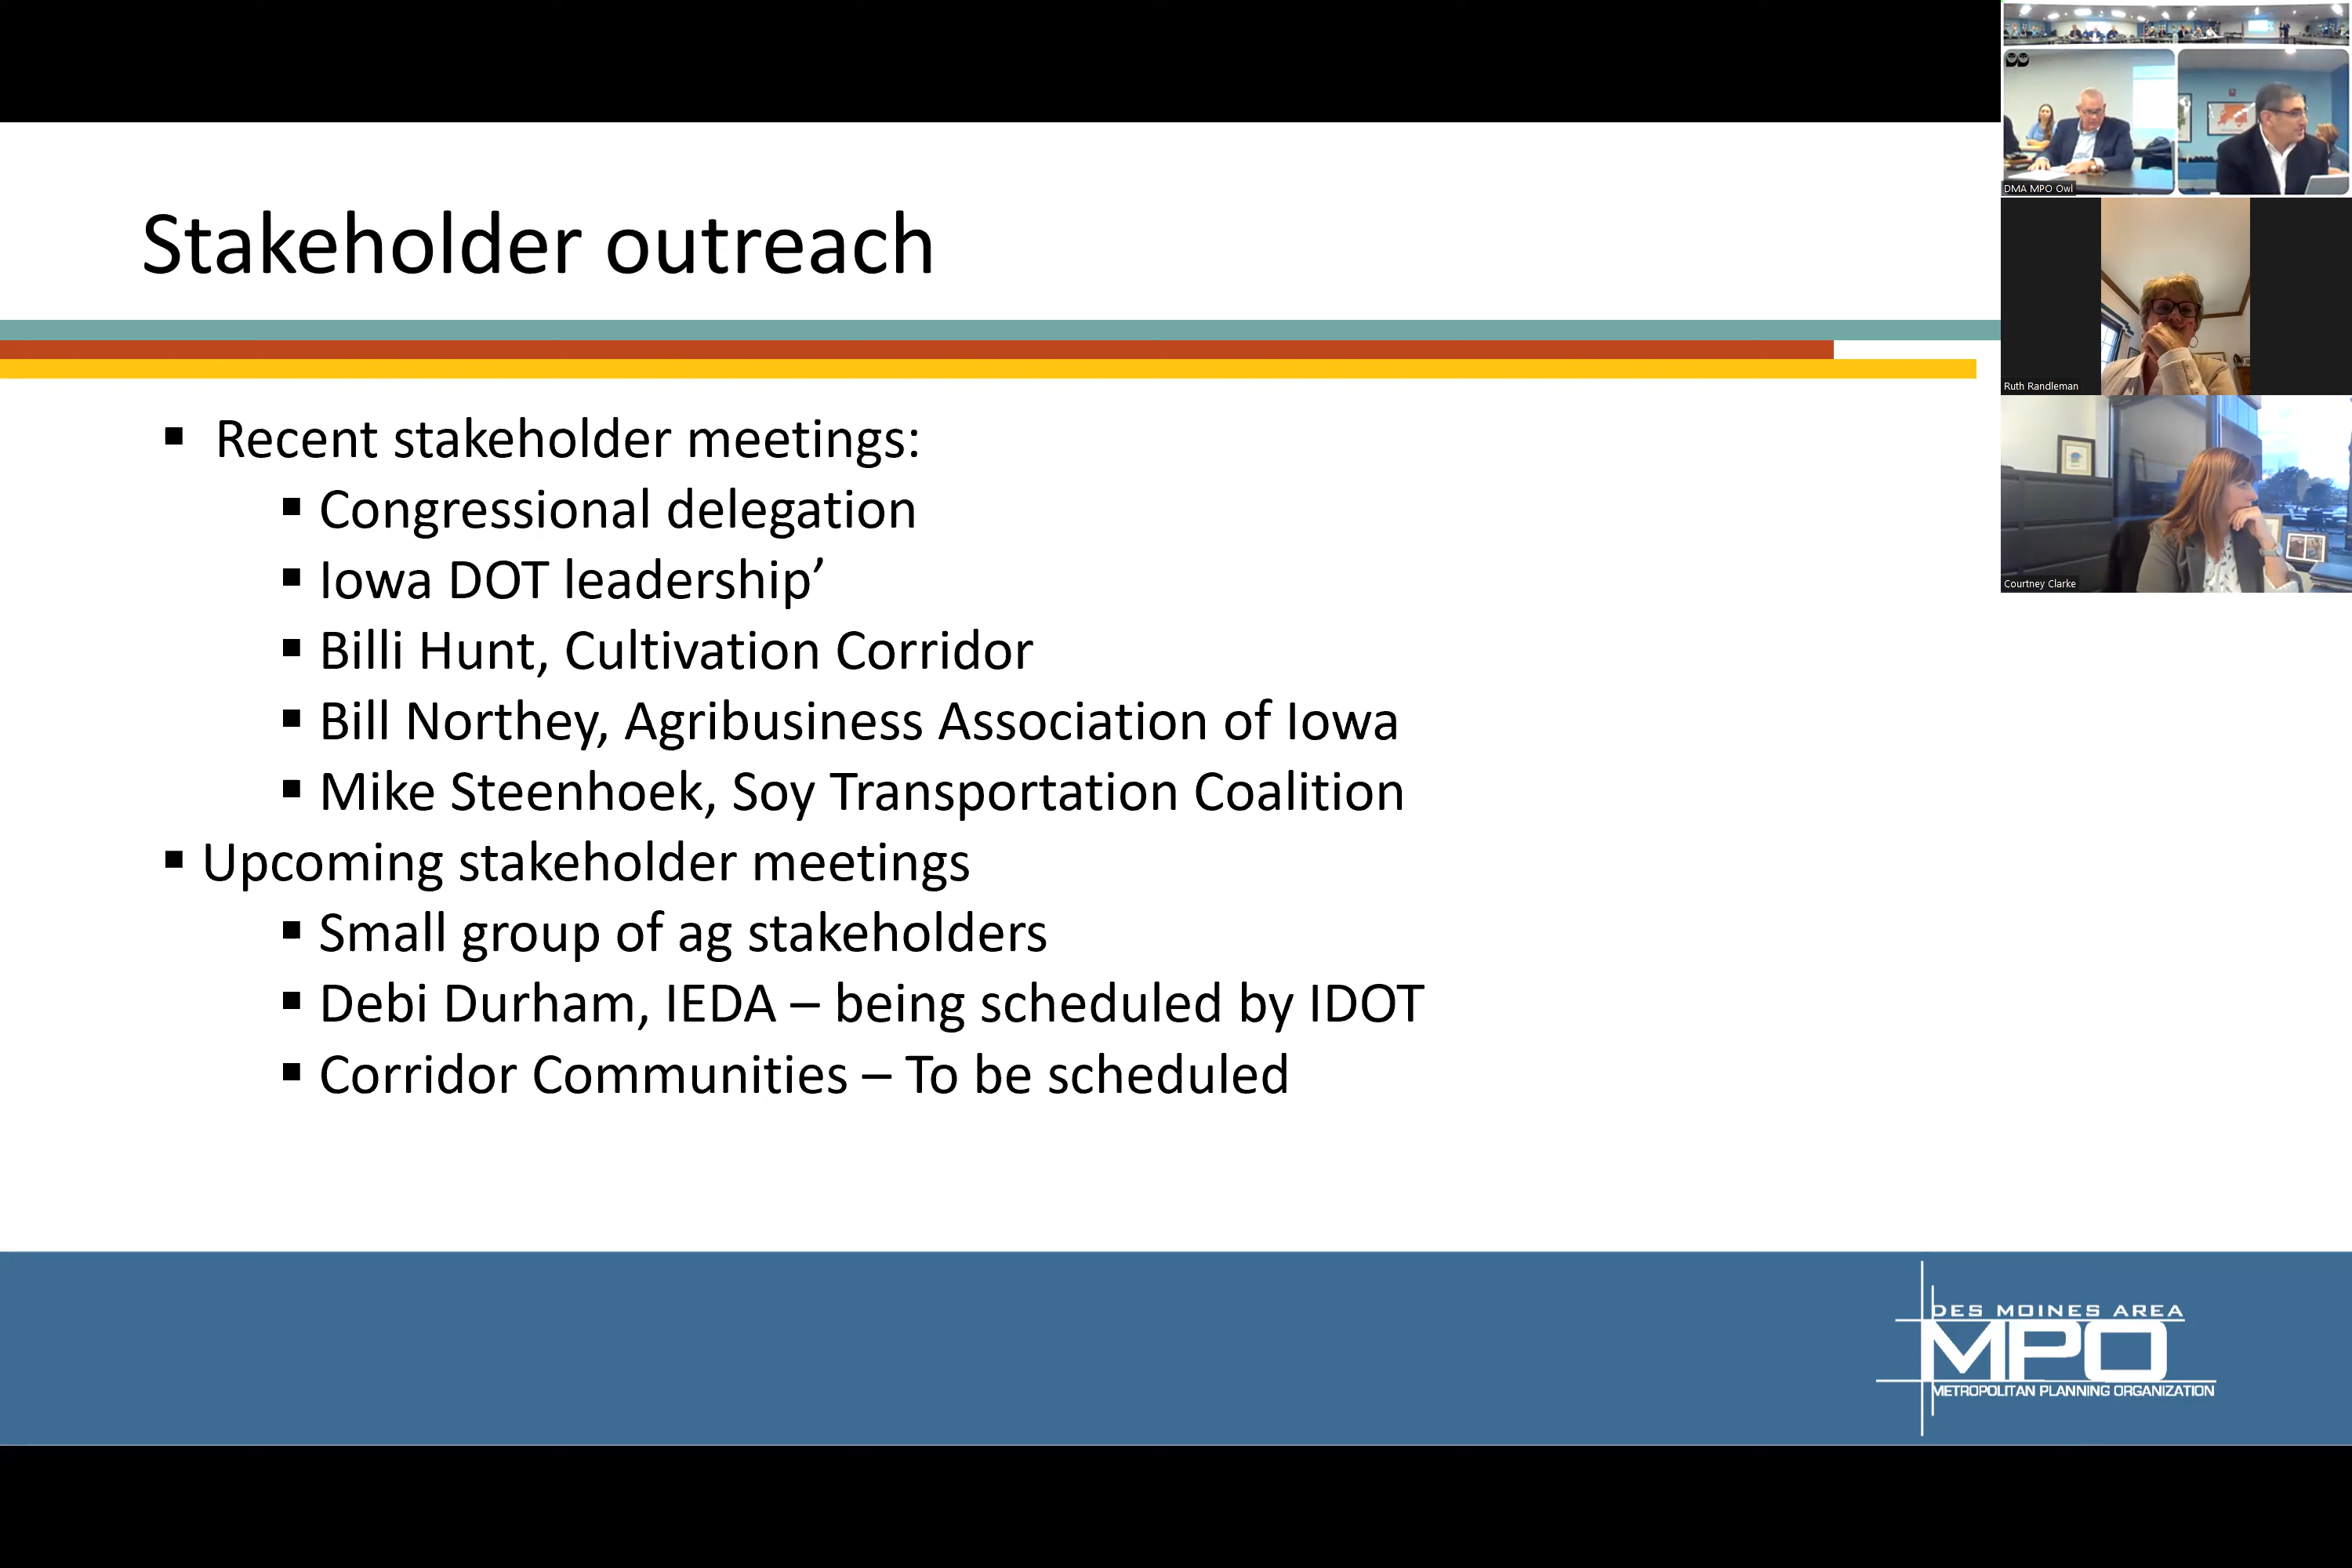 Stakeholder outreach
▪ Recent stakeholder meetings:
▪ Congressional delegation
▪ Iowa DOT leadership’
▪ Billi Hunt, Cultivation Corridor
▪ Bill Northey, Agribusiness Association of Iowa
▪ Mike Steenhoek, Soy Transportation Coalition
▪ Upcoming stakeholder meetings
▪ Small group of ag stakeholders
▪ Debi Durham, IEDA – being scheduled by IDOT
▪ Corridor Communities – To be scheduled
DMA MPO Owl
Ruth Randleman
Courtney Clarke
DES MOINES AREA
MPO
METROPOLITAN PLANNING ORGANIZATION